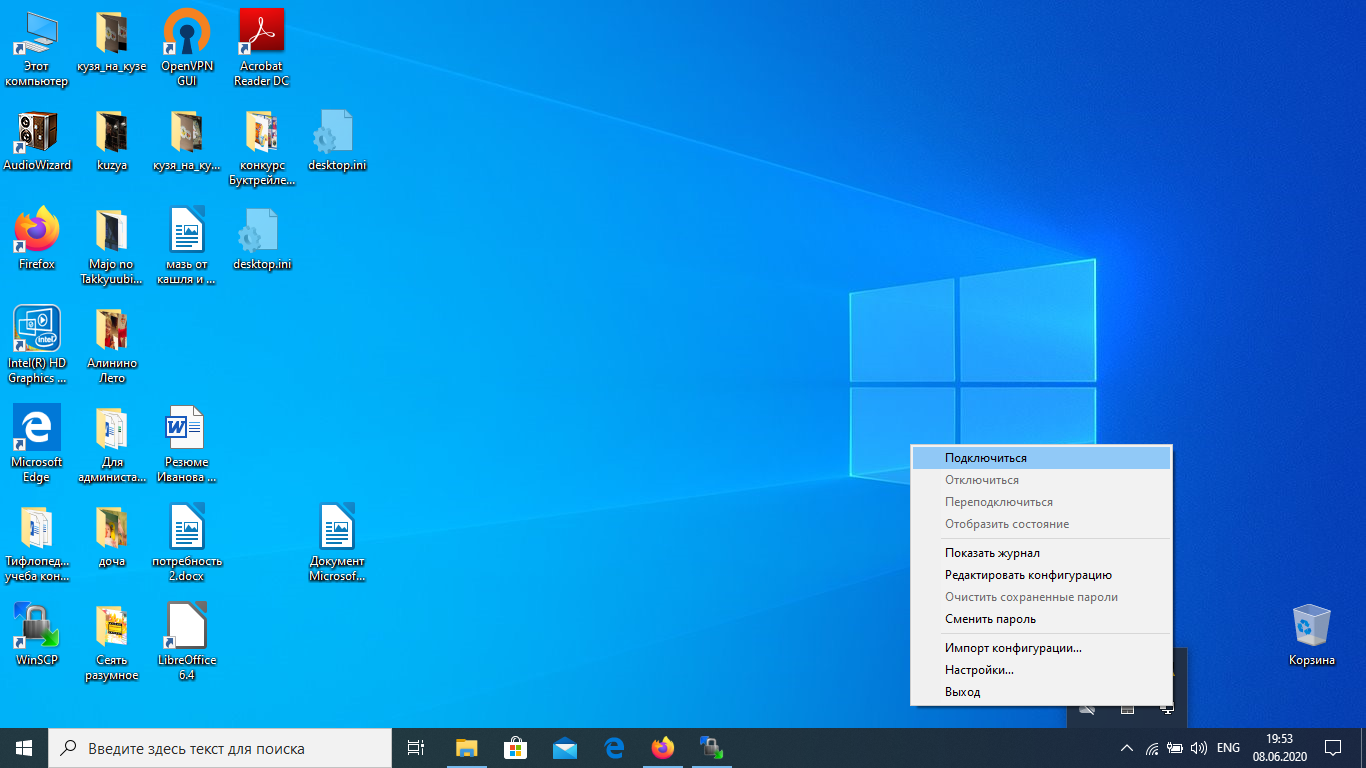 Этот
компьютер
кузя_на_кузе
OpenVPN
GUI
Acrobat
Reader DC
AudioWizard
kuzya
кузя_на_ку...
конкурс
Буктрейле...
desktop.ini
Firefox
Majo no
Takkyuubi...
мазь от
кашля и ...
desktop.ini
Intel(R) HD
Graphics ...
Алинино
Лето
Microsoft
Edge
Для
администа...
Резюме
Иванова ...
Тифлопед...
учеба кон...
доча
потребность
2.docx
Документ
Microsof...
WinSCP
Сеять
разумное
LibreOffice
6.4
Подключиться
Отключиться
Переподключиться
Отобразить состояние
Показать журнал
Редактировать конфигурацию
Очистить сохраненные пароли
Сменить пароль
Импорт конфигурации...
Настройки...
Выход
Корзина
Введите здесь текст для поиска
ENG
19:53
08.06.2020